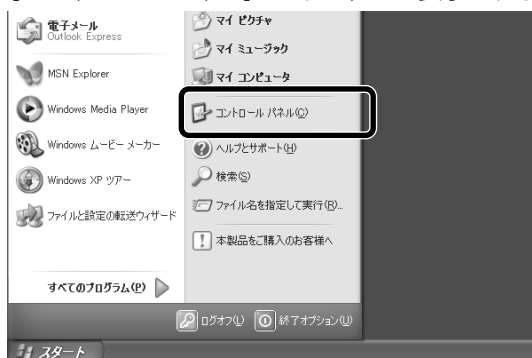 電子メール
Outlook Express
MSN Explorer
Windows Media Player
Windows ムービー メーカー
Windows XP ツアー
ファイルと設定の転送ウィザード
すべてのプログラム(P)
マイ ピクチャ
マイ ミュージック
マイ コンピュータ
コントロール パネル(C)
ヘルプとサポート(H)
検索(S)
ファイル名を指定して実行(R)...
本製品をご購入のお客様へ
ログオフ(L)
終了オプション(U)
スタート